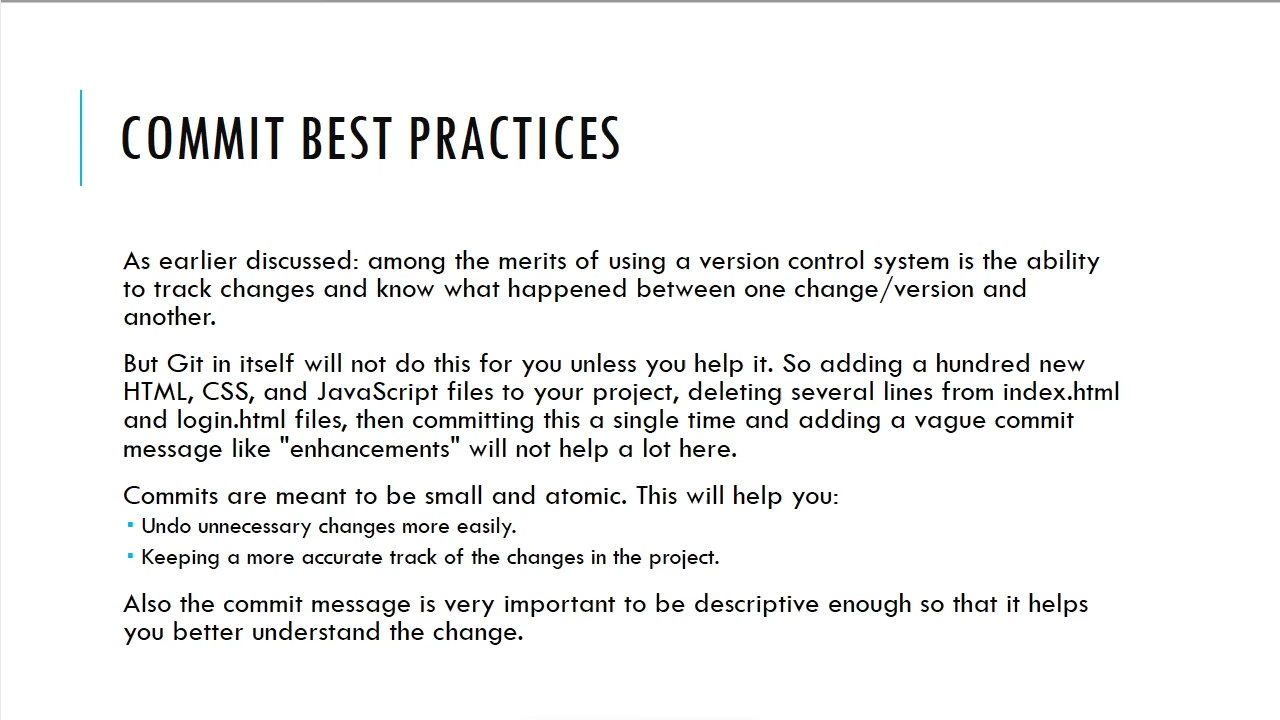 COMMIT BEST PRACTICES
As earlier discussed: among the merits of using a version control system is the ability
to track changes and know what happened between one change/version and
another.
But Git in itself will not do this for you unless you help it. So adding a hundred new
HTML, CSS, and JavaScript files to your project, deleting several lines from index.html
and login.html files, then committing this a single time and adding a vague commit
message like "enhancements" will not help a lot here.
Commits are meant to be small and atomic. This will help you:
▪ Undo unnecessary changes more easily.
▪ Keeping a more accurate track of the changes in the project.
Also the commit message is very important to be descriptive enough so that it helps
you better understand the change.